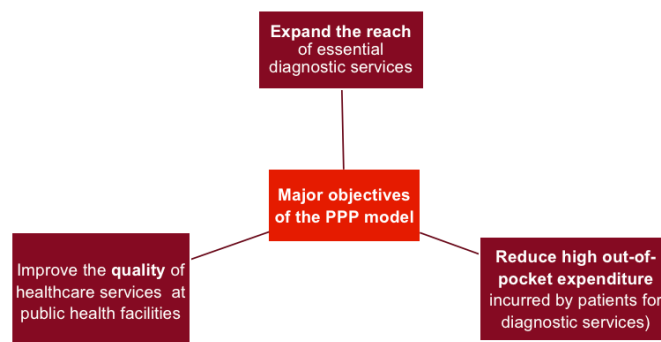 Expand the reach
of essential
diagnostic services
Major objectives
of the PPP model
Improve the quality of
healthcare services at
public health facilities
Reduce high out-of-
pocket expenditure
incurred by patients for
diagnostic services)